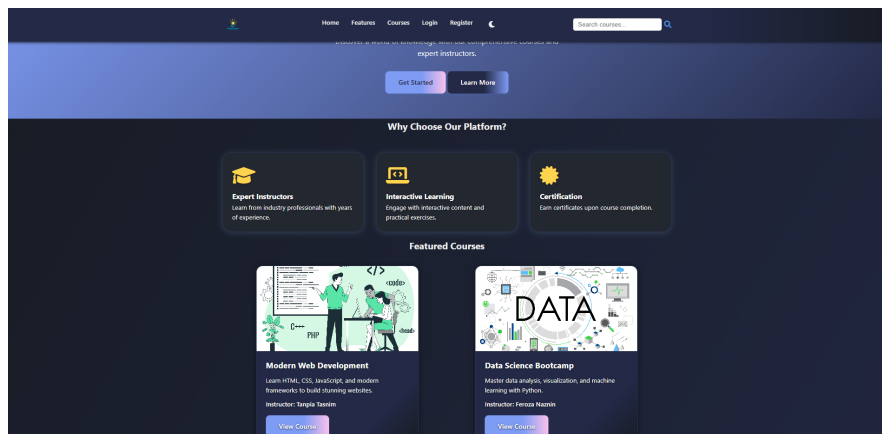 Home Features Courses Login Register
Search courses...
Discover a world of knowledge with our comprehensive courses and
expert instructors.
Get Started Learn More
Why Choose Our Platform?
Expert Instructors
Learn from industry professionals with years
of experience.
Interactive Learning
Engage with interactive content and
practical exercises.
Certification
Earn certificates upon course completion.
Featured Courses
</>
<code>
C++
PHP
<head>
DATA
Modern Web Development
Learn HTML, CSS, JavaScript, and modern
frameworks to build stunning websites.
Instructor: Tanpia Tasnim
View Course
Data Science Bootcamp
Master data analysis, visualization, and machine
learning with Python.
Instructor: Feroza Naznin
View Course